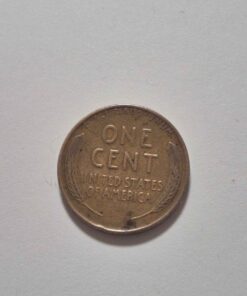 ONE
CENT
UNITED STATES
OF AMERICA